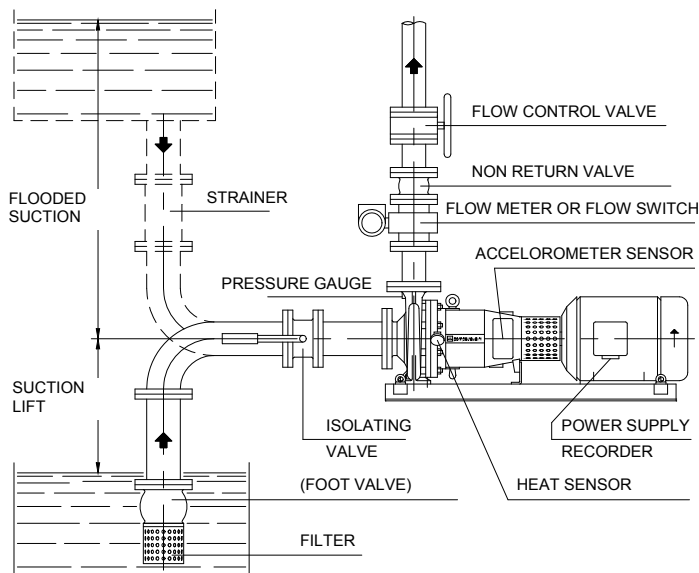 FLOW CONTROL VALVE
NON RETURN VALVE
FLOODED
SUCTION
STRAINER
FLOW METER OR FLOW SWITCH
ACCELOROMETER SENSOR
PRESSURE GAUGE
SUCTION
LIFT
ISOLATING
VALVE
POWER SUPPLY
RECORDER
(FOOT VALVE)
HEAT SENSOR
FILTER